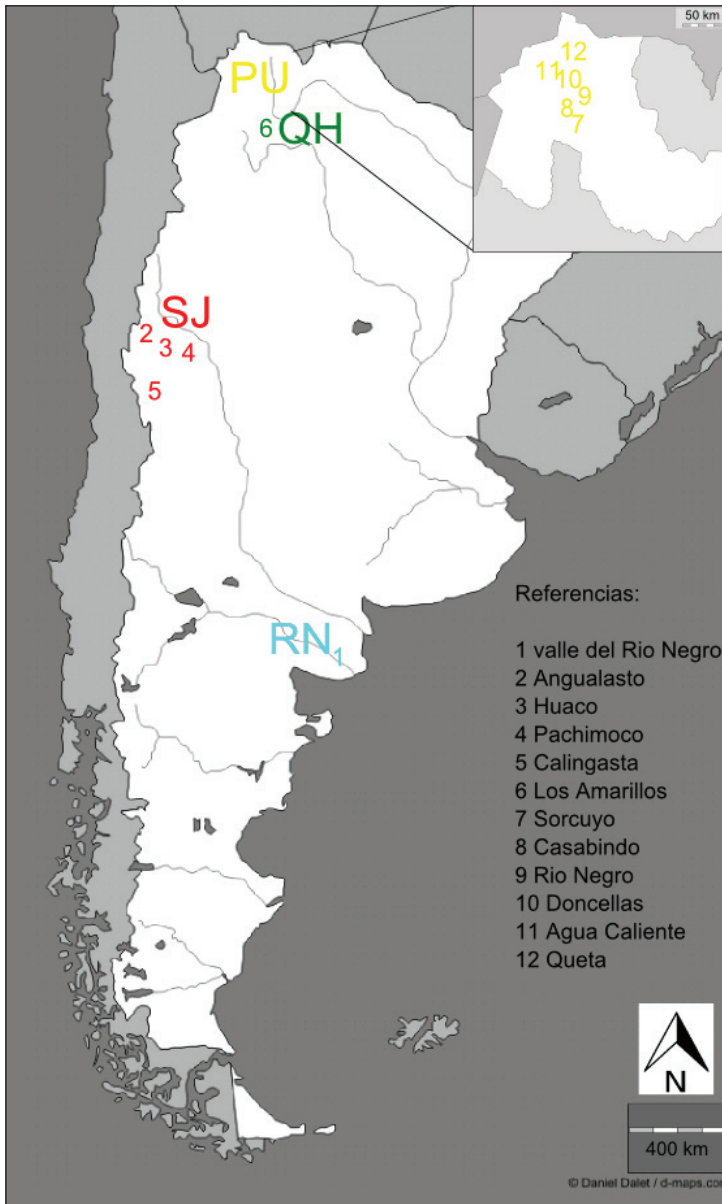 50 km
PU
12
11
10
9
8
7
6 QH
SJ
2
3
4
5
RN 1
Referencias:
1 valle del Rio Negro
2 Angualasto
3 Huaco
4 Pachimoco
5 Calingasta
6 Los Amarillos
7 Sorcuyo
8 Casabindo
9 Rio Negro
10 Doncellas
11 Agua Caliente
12 Queta
N
400 km
© Daniel Dalet / d-maps.com